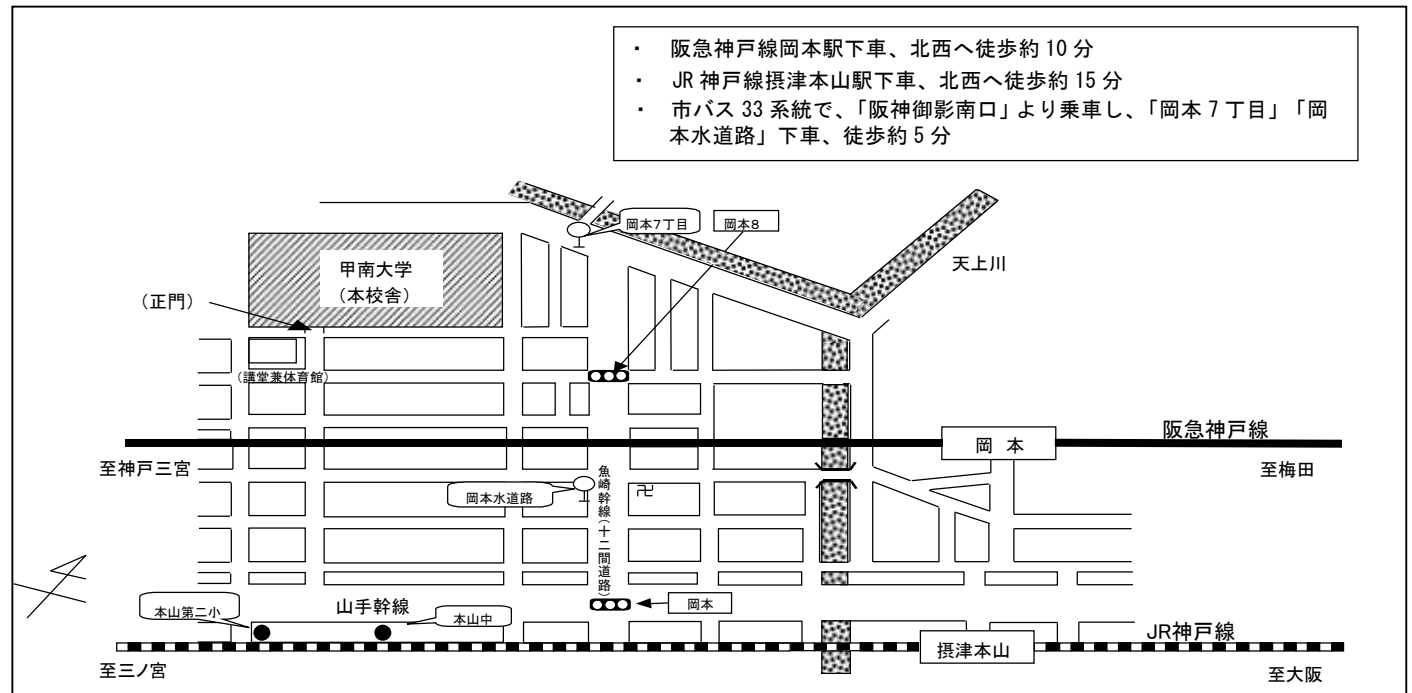 ・ 阪急神戸線岡本駅下車、北西へ徒歩約 10 分
・ JR 神戸線摂津本山駅下車、北西へ徒歩約 15 分
・ 市バス 33 系統で、「阪神御影南口」より乗車し、「岡本 7 丁目」「岡
本水道路」下車、徒歩約 5 分
岡本7丁目
岡本8
天上川
甲南大学
（本校舎）
（正門）
（講堂兼体育館）
阪急神戸線
岡 本
至神戸三宮
至梅田
岡本水道路
魚崎幹線（十二間道路）
卍
岡本
本山第二小
山手幹線
本山中
JR神戸線
摂津本山
至三ノ宮
至大阪